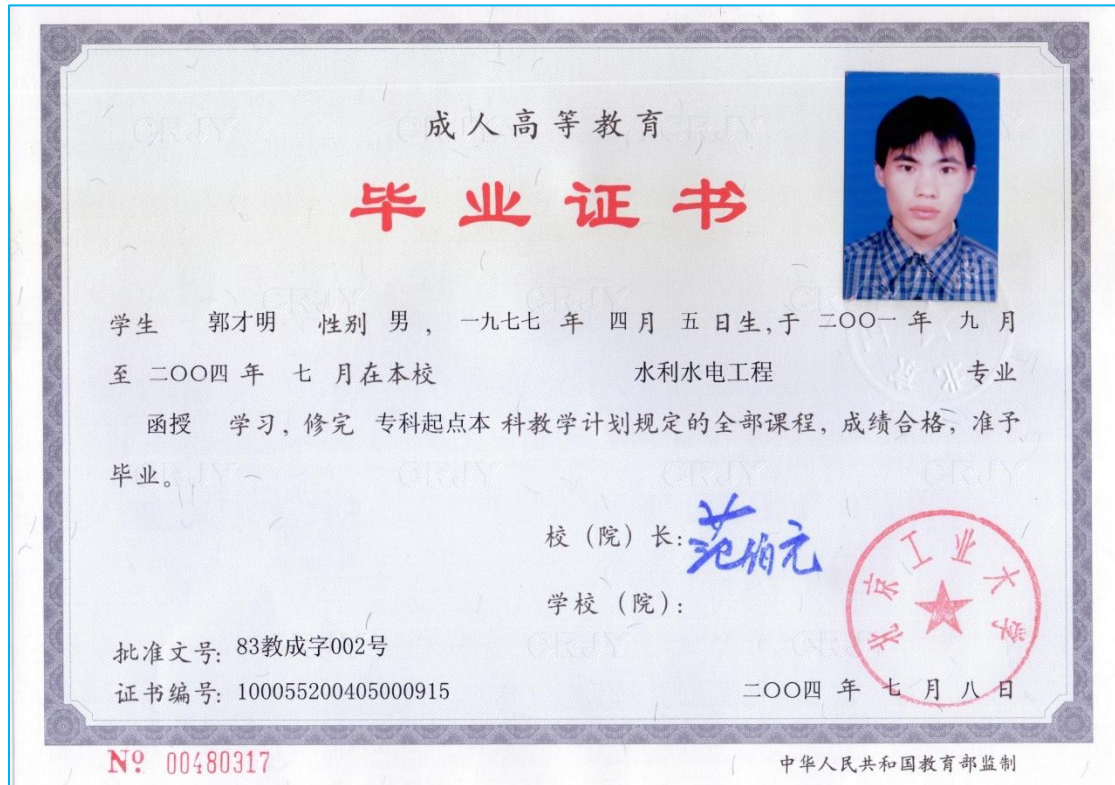 成人高等教育
毕业证书
学生 郭才明 性别 男 , 一九七七 年 四 月 五 日生,于 二〇〇一 年 九 月
至 二〇〇四 年 七 月在本校 水利水电工程 专业
函授 学习, 修完 专科起点本 科教学计划规定的全部课程, 成绩合格, 准予
毕业。
校（院）长: 范伯元
学校（院）:
北京工业大学
批准文号: 83教成字002号
证书编号: 100055200405000915
二〇〇四 年 七 月 八 日
№ 00480317
中华人民共和国教育部监制